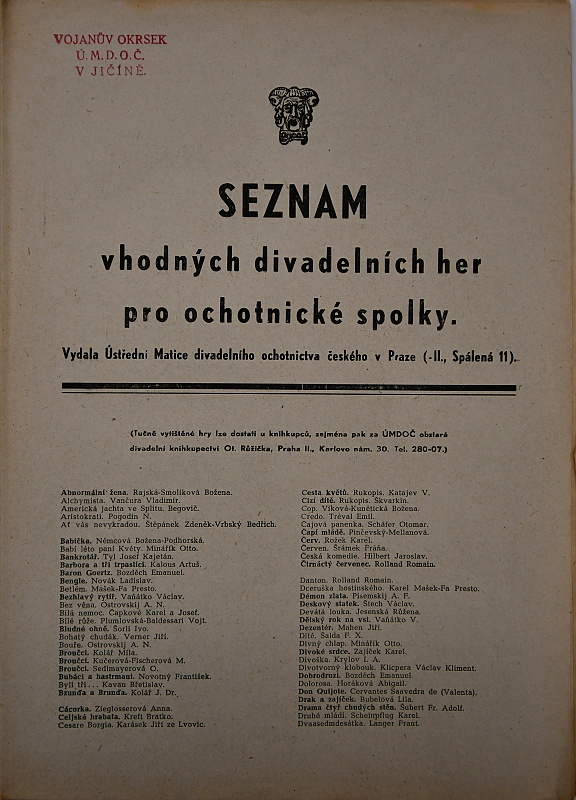 VOJANŮV OKRSEK
Ú. M. D. O. Č.
V JIČÍNĚ.
SEZNAM
vhodných divadelních her
pro ochotnické spolky.
Vydala Ústřední Matice divadelního ochotnictva českého v Praze (-II., Spálená 11).
(Tučně vytištěné hry lze dostati u knihkupců, zejména pak za ÚMDOČ obstará
divadelní knihkupectví Ot. Růžička, Praha II., Karlovo nám. 30. Tel. 280-07.)
Abnormální žena. Rajská-Smolíková Božena.
Alchymista. Vančura Vladimír.
Americká jachta ve Splitu. Begovič.
Aristokrati. Pogodin N.
Ať vás nevykradou. Štěpánek Zdeněk-Vrbský Bedřich.
Babička. Němcová Božena-Podhorská.
Babí léto paní Květy. Minářík Otto.
Bankrotář. Tyl Josef Kajetán.
Barbora a tři trpaslíci. Kalous Artuš.
Baron Goertz. Bozděch Emanuel.
Bengle. Novák Ladislav.
Betlém. Mašek-Fa Presto.
Bezhlavý rytíř. Vaňátko Václav.
Bez věna. Ostrovskij A. N.
Bílá nemoc. Čapkové Karel a Josef.
Bílé růže. Plumlovská-Baldessari Vojt.
Bludné ohně. Šorli Ivo.
Bohatý chudák. Verner Jiří.
Bouře. Ostrovskij A. N.
Broučci. Kolář Míla.
Broučci. Kučerová-Fischerová M.
Broučci. Sedlmayerová O.
Bubáci a hastrmani. Novotný František.
Byli tři... Kavan Břetislav.
Bzunďa a Brunďa. Kolář J. Dr.,
Cácorka. Zieglosserová Anna.
Celjská hrabata. Kreft Bratko.
Cesare Borgia. Karásek Jiří ze Lvovic.
Cesta květů. Rukopis. Katajev V.
Cizí dítě. Rukopis. Škvarkin.
Cop. Viková-Kunětická Božena.
Credo. Tréval Emil.
Čajová panenka. Schäfer Otomar.
Čapí mládě. Pinčevský-Mellanová.
Červ. Rožek Karel.
Červen. Šrámek Fráňa.
Česká komedie. Hilbert Jaroslav.
Čtrnáctý červenec. Rolland Romain.
Danton. Rolland Romain.
Dceruška hostinského. Karel Mašek-Fa Presto.
Démon zlata. Pisemskij A. F.
Deskový statek. Štech Václav.
Devátá louka. Jesenská Růžena.
Dětský rok na vsi. Vaňátko V.
Dezentér. Mahen Jiří.
Dítě. Šalda F. X.
Divný chlap. Minářík Otto.
Divoké srdce. Zajíček Karel.
Divoška. Krylov I. A.
Divotvorný klobouk. Klicpera Václav Kliment.
Dobrodruzi. Bozděch Emanuel.
Dolorosa. Horáková Abigail.
Don Quijote. Cervantes Saavedra de (Valenta).
Drak a zajíček. Bubelová Lila.
Drama čtyř chudých stěn. Šubert Fr. Adolf.
Druhé mládí. Scheinpflug Karel.
Dvaasedmdesátka. Langer Frant.